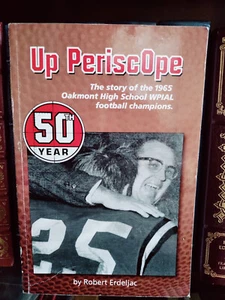 Up PeriscOpe
The story of the 1965
Oakmont High School WPIAL
football champions.
50TH
YEAR
25
by Robert Erdeljac